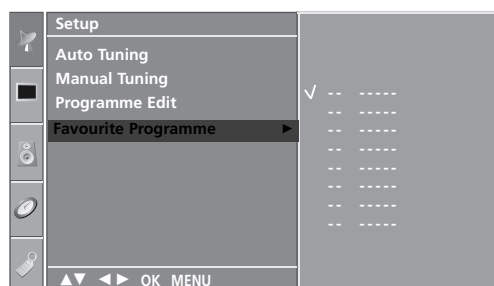 Setup
Auto Tuning
Manual Tuning
Programme Edit
Favourite Programme ►
√ -- -----
-- -----
-- -----
-- -----
-- -----
-- -----
-- -----
-- -----
▲▼ ◄► OK MENU